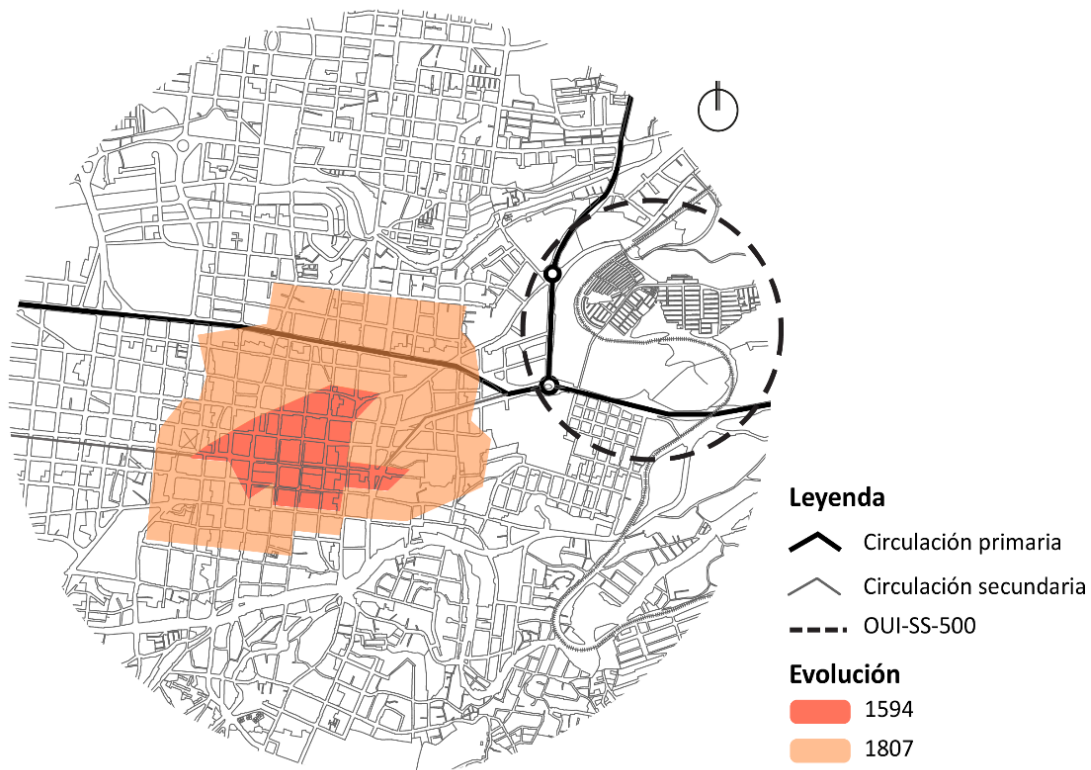 Leyenda
Circulación primaria
Circulación secundaria
OUI-SS-500
Evolución
1594
1807